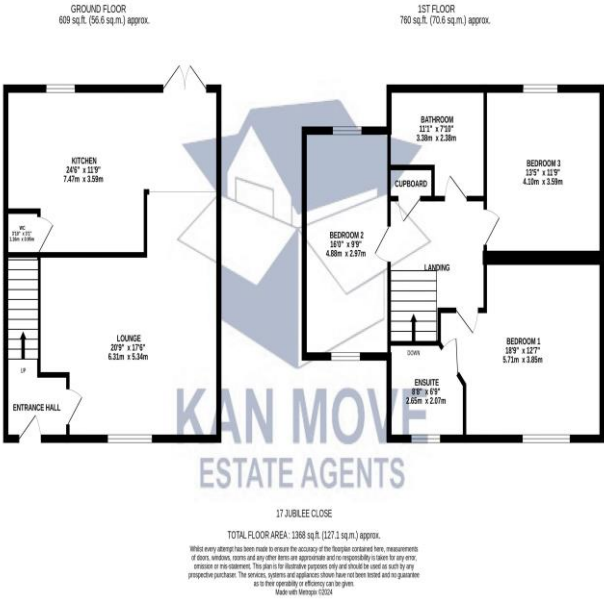 GROUND FLOOR
609 sq.ft. (56.6 sq.m.) approx.
1ST FLOOR
760 sq.ft. (70.6 sq.m.) approx.
KITCHEN
24'6" x 11'9"
7.47m x 3.59m
WC
LOUNGE
20'9" x 17'6"
6.31m x 5.34m
UP
ENTRANCE HALL
BATHROOM
11'1" x 7'10"
3.38m x 2.38m
CUPBOARD
BEDROOM 3
13'5" x 11'9"
4.10m x 3.59m
BEDROOM 2
16'0" x 9'9"
4.88m x 2.97m
LANDING
DOWN
BEDROOM 1
18'9" x 12'7"
5.71m x 3.85m
ENSUITE
8'8" x 6'9"
2.65m x 2.07m
KAN MOVE
ESTATE AGENTS
17 JUBILEE CLOSE
TOTAL FLOOR AREA: 1368 sq.ft. (127.1 sq.m.) approx.
Whilst every attempt has been made to ensure the accuracy of the floorplan contained here, measurements
of doors, windows, rooms and any other items are approximate and no responsibility is taken for any error,
omission or mis-statement. This plan is for illustrative purposes only and should be used as such by any
prospective purchaser. The services, systems and appliances shown have not been tested and no guarantee
as to their operability or efficiency can be given.
Made with Metropix ©2024